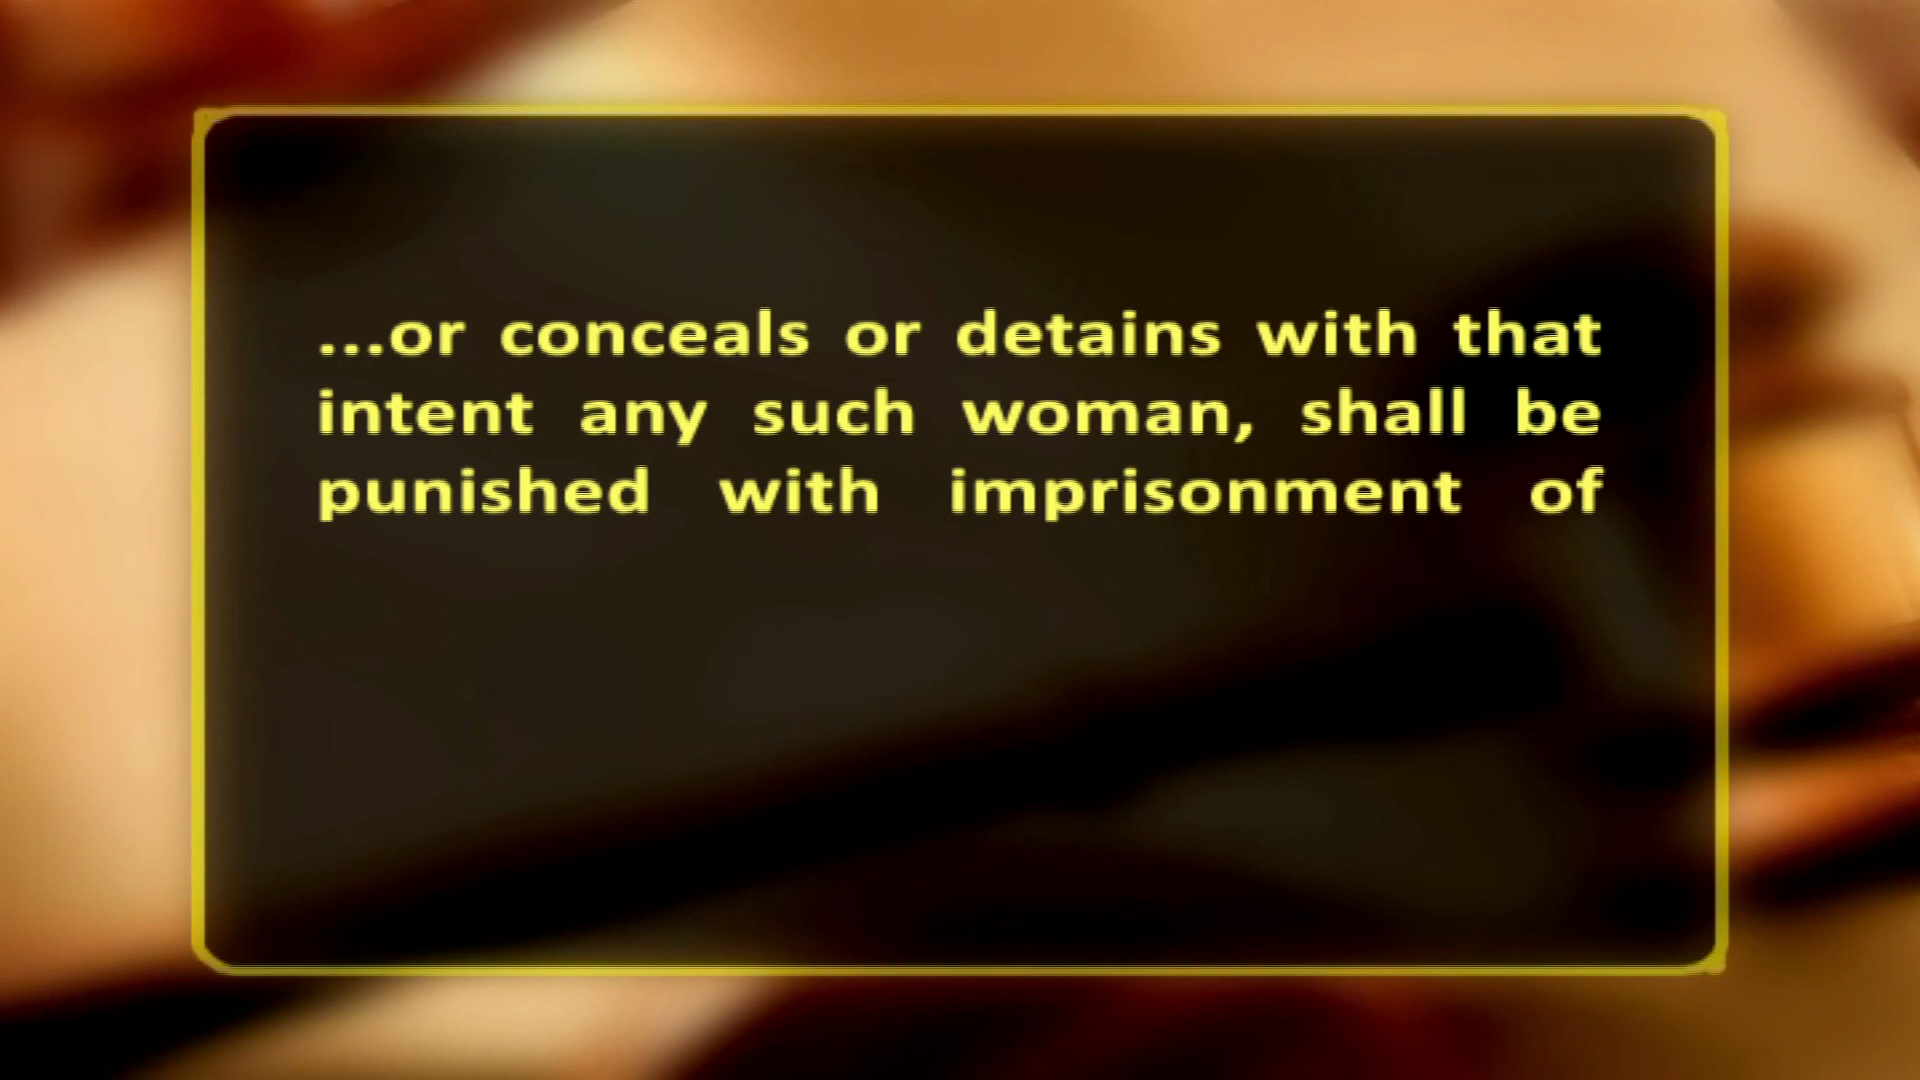 ...or conceals or detains with that
intent any such woman, shall be
punished with imprisonment of